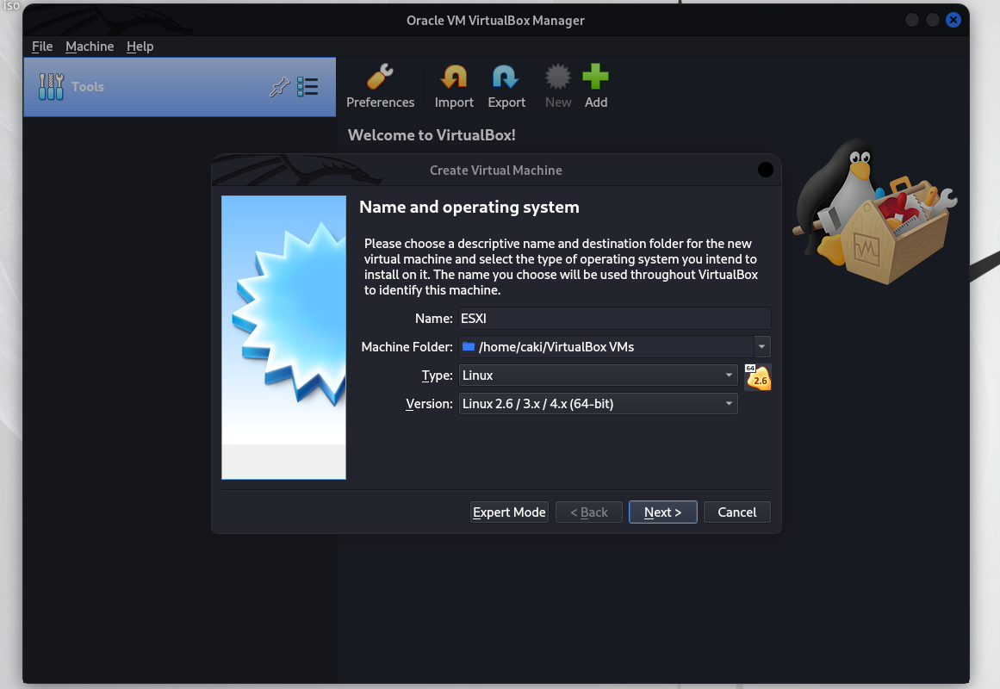 iso
Oracle VM VirtualBox Manager
File Machine Help
Tools
Preferences Import Export New Add
Welcome to VirtualBox!
Create Virtual Machine
Name and operating system
Please choose a descriptive name and destination folder for the new
virtual machine and select the type of operating system you intend to
install on it. The name you choose will be used throughout VirtualBox
to identify this machine.
Name: ESXI
Machine Folder: /home/caki/VirtualBox VMs
Type: Linux
64
2.6
Version: Linux 2.6 / 3.x / 4.x (64-bit)
Expert Mode < Back Next > Cancel